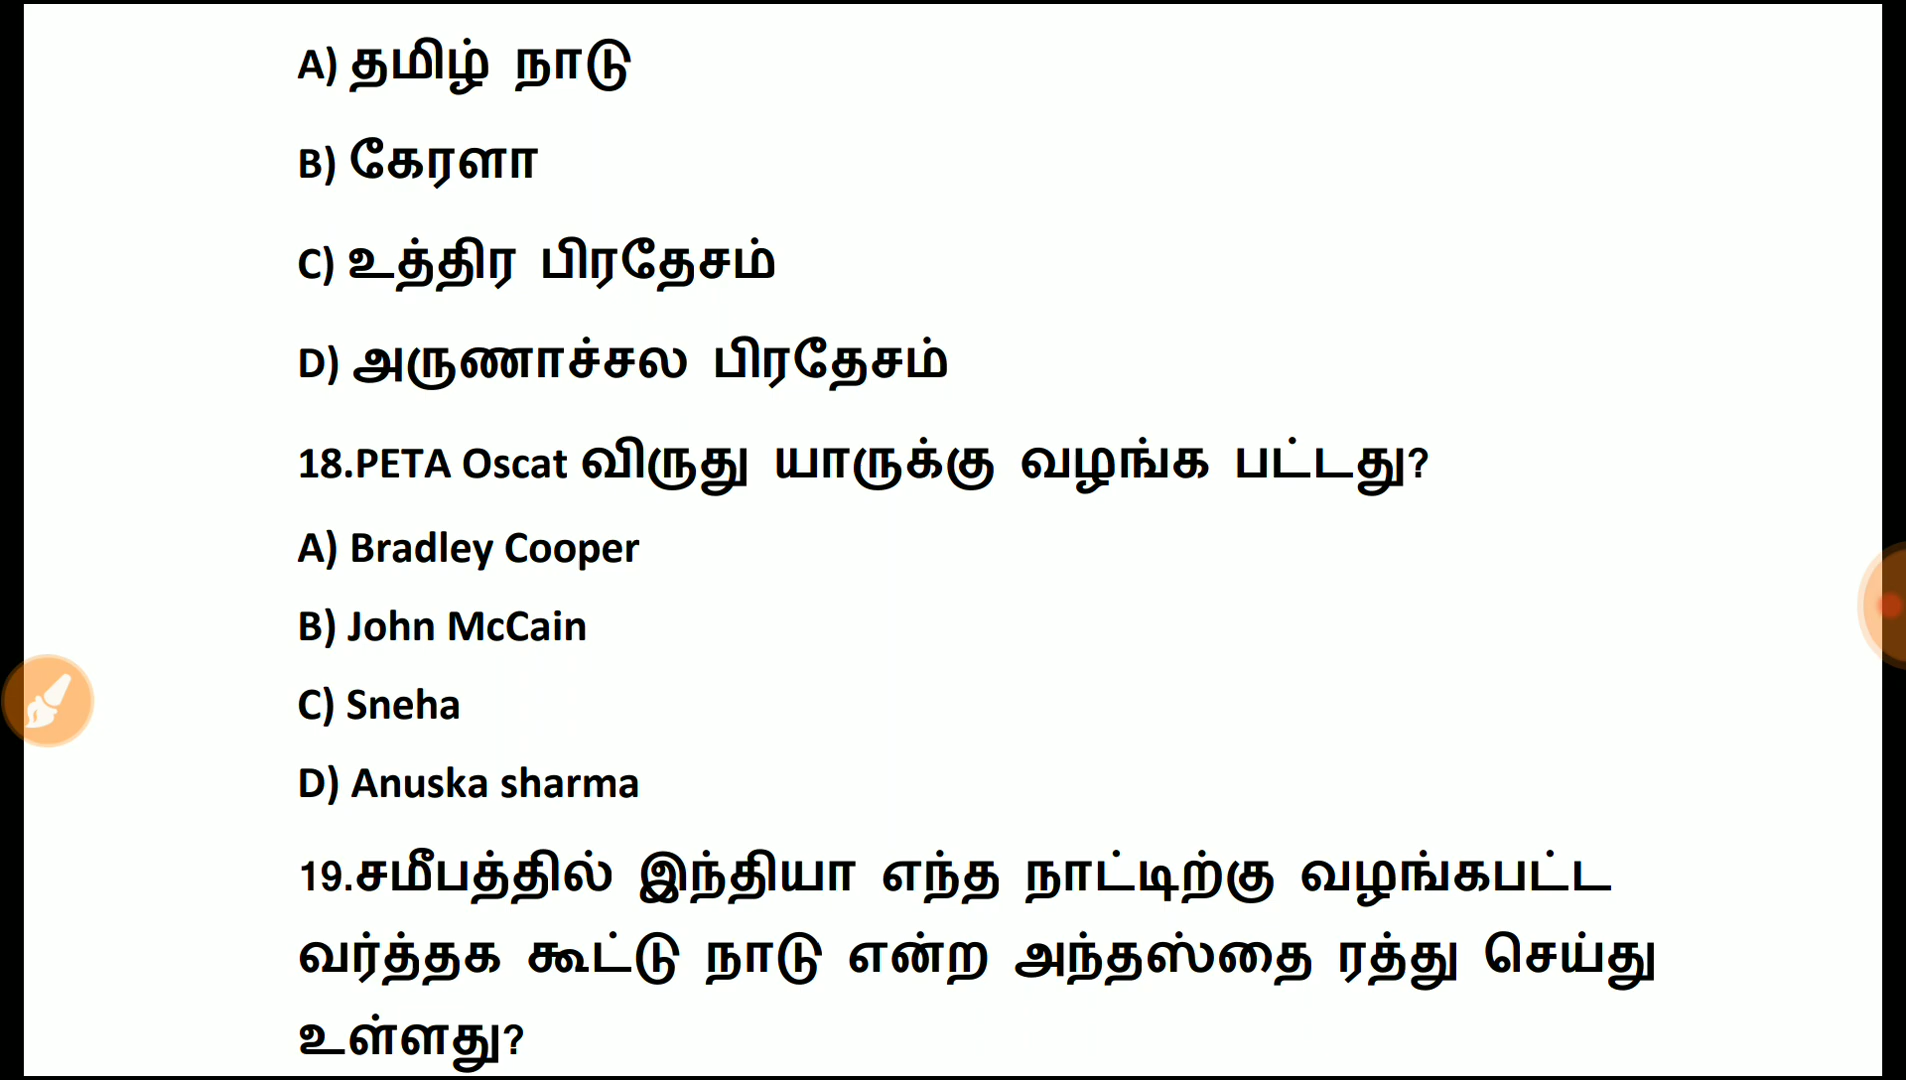 A) தமிழ் நாடு
B) கேரளா
C) உத்திர பிரதேசம்
D) அருணாச்சல பிரதேசம்
18.PETA Oscat விருது யாருக்கு வழங்க பட்டது?
A) Bradley Cooper
B) John McCain
C) Sneha
D) Anuska sharma
19.சமீபத்தில் இந்தியா எந்த நாட்டிற்கு வழங்கபட்ட
வர்த்தக கூட்டு நாடு என்ற அந்தஸ்தை ரத்து செய்து
உள்ளது?